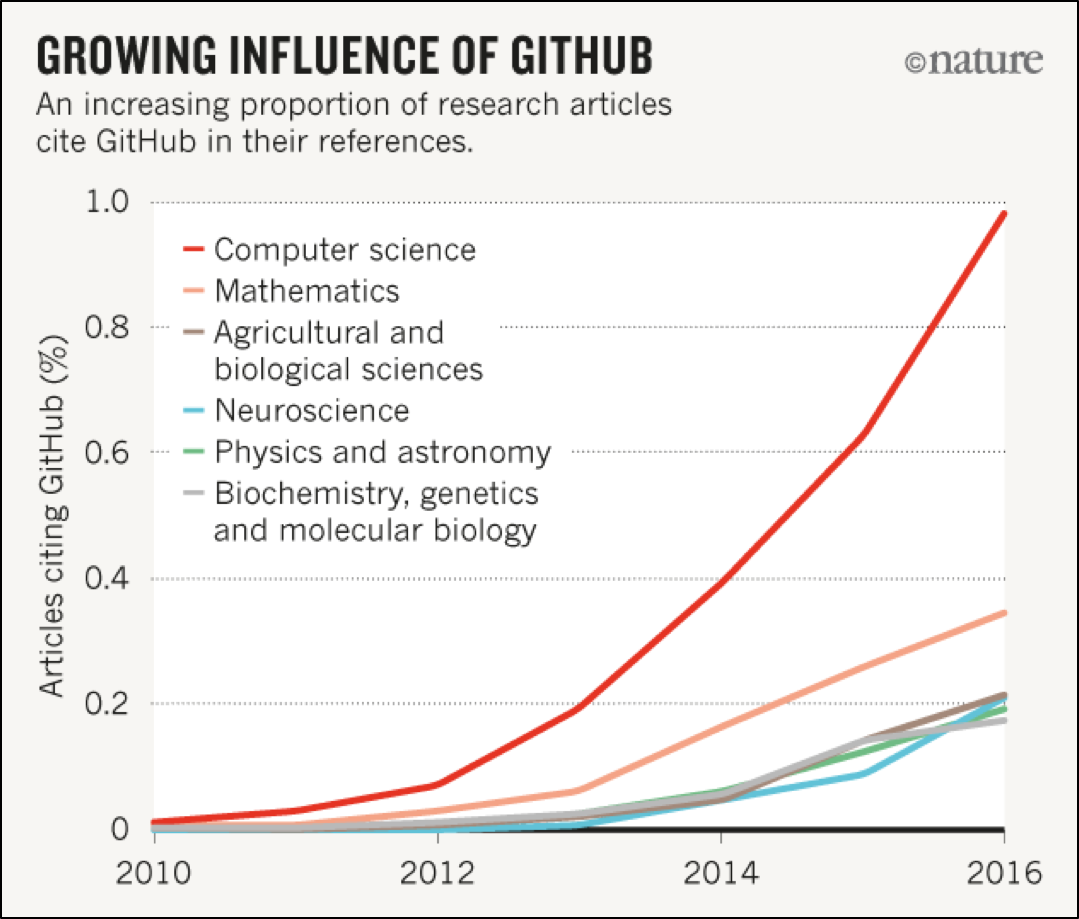 GROWING INFLUENCE OF GITHUB
©nature
An increasing proportion of research articles
cite GitHub in their references.
1.0
0.8
0.6
0.4
0.2
0
Articles citing GitHub (%)
Computer science
Mathematics
Agricultural and
biological sciences
Neuroscience
Physics and astronomy
Biochemistry, genetics
and molecular biology
2010
2012
2014
2016